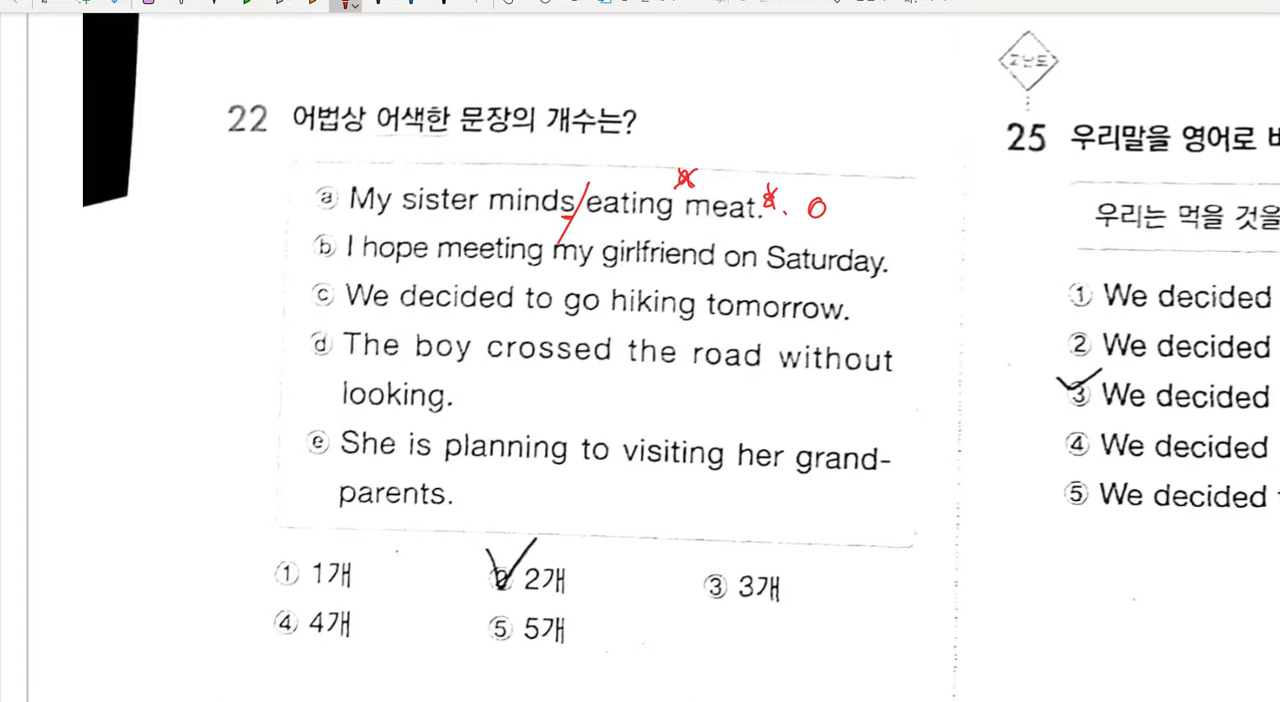 22 어법상 어색한 문장의 개수는?
ⓐ My sister minds eating meat.
ⓑ I hope meeting my girlfriend on Saturday.
ⓒ We decided to go hiking tomorrow.
ⓓ The boy crossed the road without
looking.
ⓔ She is planning to visiting her grand-
parents.
① 1개
② 2개
③ 3개
④ 4개
⑤ 5개
고난도
25 우리말을 영어로
우리는 먹을 것을
① We decided
② We decided
③ We decided
④ We decided
⑤ We decided